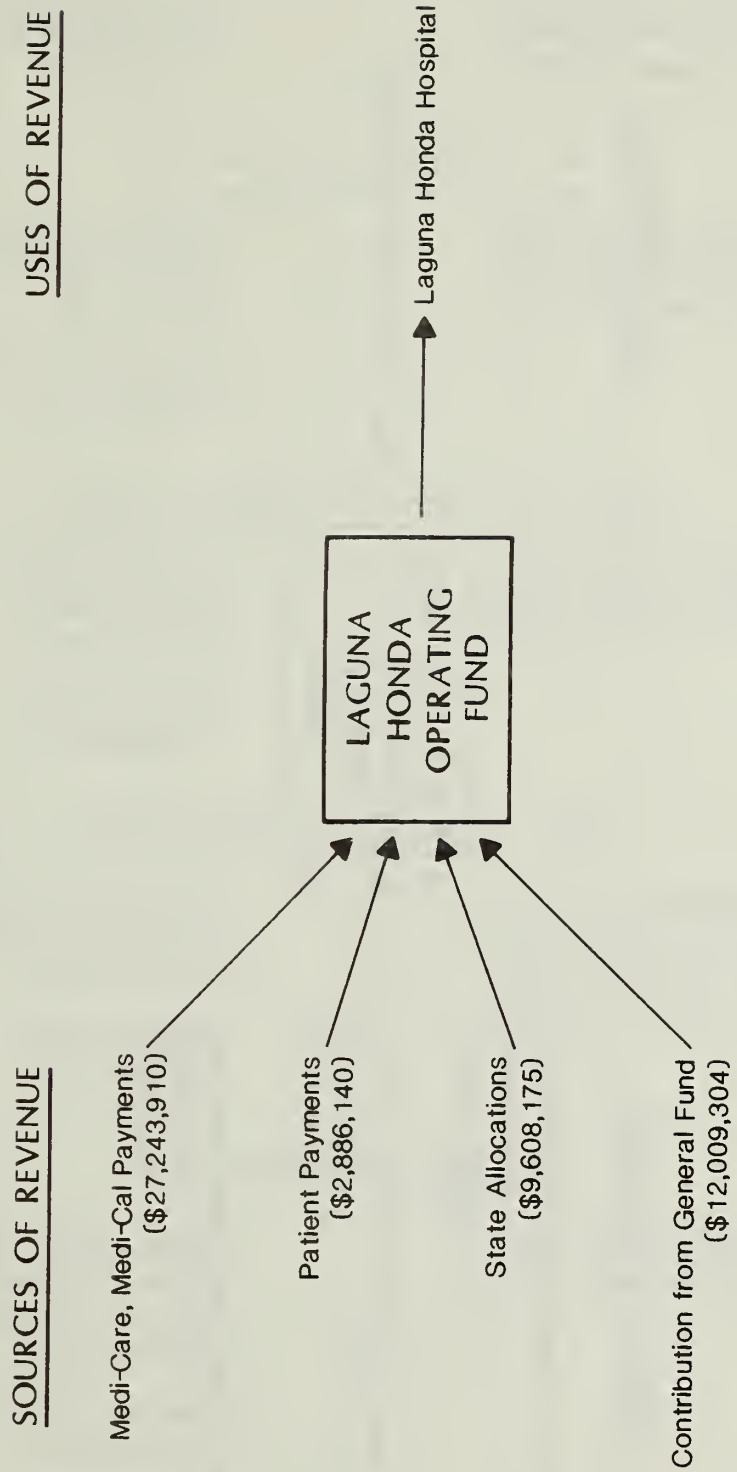 SOURCES OF REVENUE
USES OF REVENUE
Medi-Care, Medi-Cal Payments
($27,243,910)
Patient Payments
($2,886,140)
State Allocations
($9,608,175)
Contribution from General Fund
($12,009,304)
LAGUNA
HONDA
OPERATING
FUND
Laguna Honda Hospital